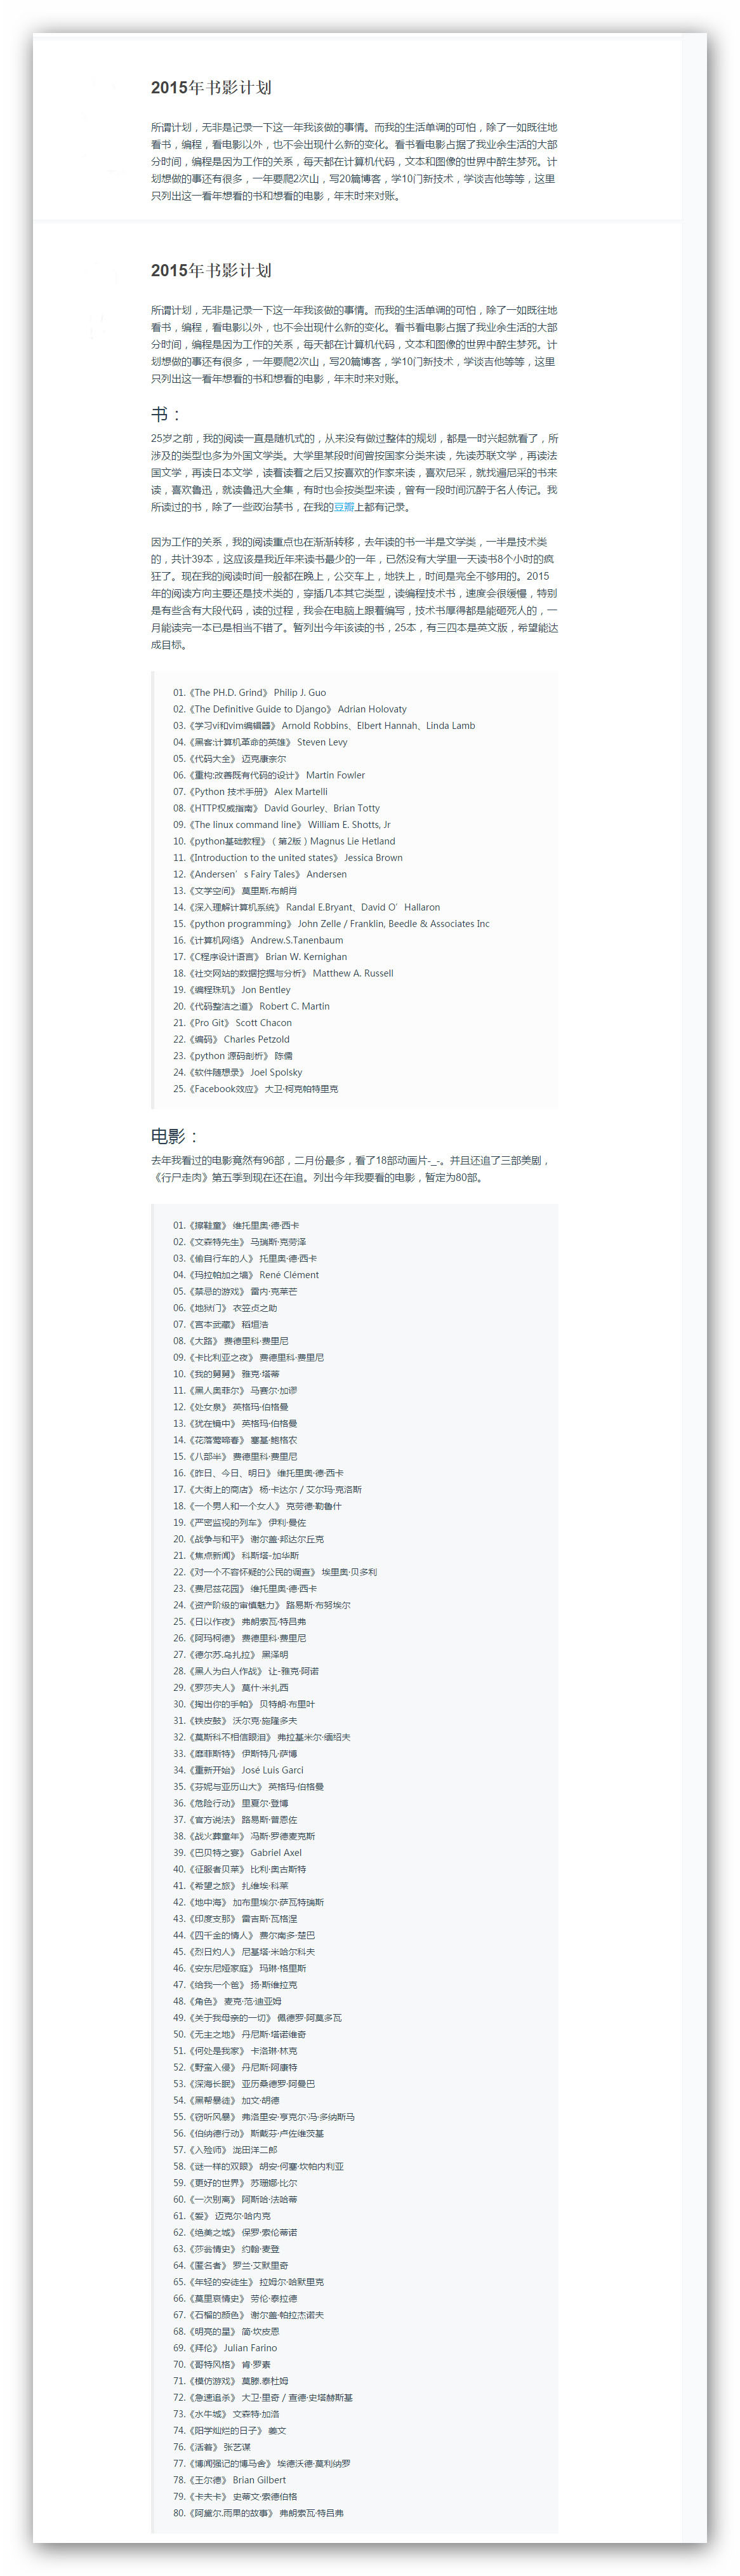 2015年书影计划
所谓计划，无非是记录一下这一年我该做的事情。而我的生活单调的可怕，除了一如既往地
看书，编程，看电影以外，也不会出现什么新的变化。看书看电影占据了我业余生活的大部
分时间，编程是因为工作的关系，每天都在计算机代码，文本和图像的世界中醉生梦死。计
划想做的事还有很多，一年要爬2次山，写20篇博客，学10门新技术，学谈吉他等等，这里
只列出这一看年想看的书和想看的电影，年末时来对账。
2015年书影计划
所谓计划，无非是记录一下这一年我该做的事情。而我的生活单调的可怕，除了一如既往地
看书，编程，看电影以外，也不会出现什么新的变化。看书看电影占据了我业余生活的大部
分时间，编程是因为工作的关系，每天都在计算机代码，文本和图像的世界中醉生梦死。计
划想做的事还有很多，一年要爬2次山，写20篇博客，学10门新技术，学谈吉他等等，这里
只列出这一看年想看的书和想看的电影，年末时来对账。
书：
25岁之前，我的阅读一直是随机式的，从来没有做过整体的规划，都是一时兴起就看了，所
涉及的类型也多为外国文学类。大学里某段时间曾按国家分类来读，先读苏联文学，再读法
国文学，再读日本文学，读着读着之后又按喜欢的作家来读，喜欢尼采，就找遍尼采的书来
读，喜欢鲁迅，就读鲁迅大全集，有时也会按类型来读，曾有一段时间沉醉于名人传记。我
所读过的书，除了一些政治禁书，在我的豆瓣上都有记录。
因为工作的关系，我的阅读重点也在渐渐转移，去年读的书一半是文学类，一半是技术类
的，共计39本，这应该是我近年来读书最少的一年，已然没有大学里一天读书8个小时的疯
狂了。现在我的阅读时间一般都在晚上，公交车上，地铁上，时间是完全不够用的。2015
年的阅读方向主要还是技术类的，穿插几本其它类型，读编程技术书，速度会很缓慢，特别
是有些含有大段代码，读的过程，我会在电脑上跟着编写，技术书厚得都是能砸死人的，一
月能读完一本已是相当不错了。暂列出今年该读的书，25本，有三四本是英文版，希望能达
成目标。
01.《The PH.D. Grind》 Philip J. Guo
02.《The Definitive Guide to Django》 Adrian Holovaty
03.《学习vi和vim编辑器》 Arnold Robbins、Elbert Hannah、Linda Lamb
04.《黑客:计算机革命的英雄》 Steven Levy
05.《代码大全》 迈克康奈尔
06.《重构:改善既有代码的设计》 Martin Fowler
07.《Python 技术手册》 Alex Martelli
08.《HTTP权威指南》 David Gourley、Brian Totty
09.《The linux command line》 William E. Shotts, Jr
10.《python基础教程》（第2版）Magnus Lie Hetland
11.《Introduction to the united states》 Jessica Brown
12.《Andersen’s Fairy Tales》 Andersen
13.《文学空间》 莫里斯.布朗肖
14.《深入理解计算机系统》 Randal E.Bryant、David O’Hallaron
15.《python programming》 John Zelle / Franklin, Beedle & Associates Inc
16.《计算机网络》 Andrew.S.Tanenbaum
17.《C程序设计语言》 Brian W. Kernighan
18.《社交网站的数据挖掘与分析》 Matthew A. Russell
19.《编程珠玑》 Jon Bentley
20.《代码整洁之道》 Robert C. Martin
21.《Pro Git》 Scott Chacon
22.《编码》 Charles Petzold
23.《python 源码剖析》 陈儒
24.《软件随想录》 Joel Spolsky
25.《Facebook效应》 大卫·柯克帕特里克
电影：
去年我看过的电影竟然有96部，二月份最多，看了18部动画片-_-。并且还追了三部美剧，
《行尸走肉》第五季到现在还在追。列出今年我要看的电影，暂定为80部。
01.《擦鞋童》 维托里奥·德·西卡
02.《文森特先生》 马瑞斯·克劳泽
03.《偷自行车的人》 托里奥·德·西卡
04.《玛拉帕加之墙》 René Clément
05.《禁忌的游戏》 雷内·克莱芒
06.《地狱门》 衣笠贞之助
07.《宫本武藏》 稻垣浩
08.《大路》 费德里科·费里尼
09.《卡比利亚之夜》 费德里科·费里尼
10.《我的舅舅》 雅克·塔蒂
11.《黑人奥菲尔》 马赛尔·加谬
12.《处女泉》 英格玛·伯格曼
13.《犹在镜中》 英格玛·伯格曼
14.《花落莺啼春》 塞基·鲍格农
15.《八部半》 费德里科·费里尼
16.《昨日、今日、明日》 维托里奥·德·西卡
17.《大街上的商店》 杨·卡达尔 / 艾尔玛·克洛斯
18.《一个男人和一个女人》 克劳德·勒鲁什
19.《严密监视的列车》 伊利·曼佐
20.《战争与和平》 谢尔盖·邦达尔丘克
21.《焦点新闻》 科斯塔-加华斯
22.《对一个不容怀疑的公民的调查》 埃里奥·贝多利
23.《费尼兹花园》 维托里奥·德·西卡
24.《资产阶级的审慎魅力》 路易斯·布努埃尔
25.《日以作夜》 弗朗索瓦·特吕弗
26.《阿玛柯德》 费德里科·费里尼
27.《德尔苏.乌扎拉》 黑泽明
28.《黑人为白人作战》 让-雅克·阿诺
29.《罗莎夫人》 莫什·米扎西
30.《掏出你的手帕》 贝特朗·布里叶
31.《铁皮鼓》 沃尔克·施隆多夫
32.《莫斯科不相信眼泪》 弗拉基米尔·缅绍夫
33.《靡菲斯特》 伊斯特凡·萨博
34.《重新开始》 José Luis Garci
35.《芬妮与亚历山大》 英格玛·伯格曼
36.《危险行动》 里夏尔·登博
37.《官方说法》 路易斯·普恩佐
38.《战火葬童年》 冯斯·罗德麦克斯
39.《巴贝特之宴》 Gabriel Axel
40.《征服者贝莱》 比利·奥古斯特
41.《希望之旅》 扎维埃·科莱
42.《地中海》 加布里埃尔·萨瓦特瑞斯
43.《印度支那》 雷吉斯·瓦格涅
44.《四千金的情人》 费尔南多·楚巴
45.《烈日灼人》 尼基塔·米哈尔科夫
46.《安东尼娅家庭》 玛琳·格里斯
47.《给我一个爸》 扬·斯维拉克
48.《角色》 麦克·范·迪亚姆
49.《关于我母亲的一切》 佩德罗·阿莫多瓦
50.《无主之地》 丹尼斯·塔诺维奇
51.《何处是我家》 卡洛琳·林克
52.《野蛮入侵》 丹尼斯·阿康特
53.《深海长眠》 亚历桑德罗·阿曼巴
54.《黑帮暴徒》 加文·胡德
55.《窃听风暴》 弗洛里安·亨克尔·冯·多纳斯马
56.《伯纳德行动》 斯戴芬·卢佐维茨基
57.《入殓师》 泷田洋二郎
58.《谜一样的双眼》 胡安·何塞·坎帕内利亚
59.《更好的世界》 苏珊娜·比尔
60.《一次别离》 阿斯哈·法哈蒂
61.《爱》 迈克尔·哈内克
62.《绝美之城》 保罗·索伦蒂诺
63.《莎翁情史》 约翰·麦登
64.《匿名者》 罗兰·艾默里奇
65.《年轻的安徒生》 拉姆尔·哈默里克
66.《莫里哀情史》 劳伦·泰拉德
67.《石榴的颜色》 谢尔盖·帕拉杰诺夫
68.《明亮的星》 简·坎皮恩
69.《拜伦》 Julian Farino
70.《哥特风格》 肯·罗素
71.《模仿游戏》 莫滕.泰杜姆
72.《急速追杀》 大卫·里奇 / 查德·史塔赫斯基
73.《水牛城》 文森特·加洛
74.《阳学灿烂的日子》 姜文
76.《活着》 张艺谋
77.《博闻强记的博马舍》 埃德沃德·莫利纳罗
78.《王尔德》 Brian Gilbert
79.《卡夫卡》 史蒂文·索德伯格
80.《阿黛尔.雨果的故事》 弗朗索瓦·特吕弗